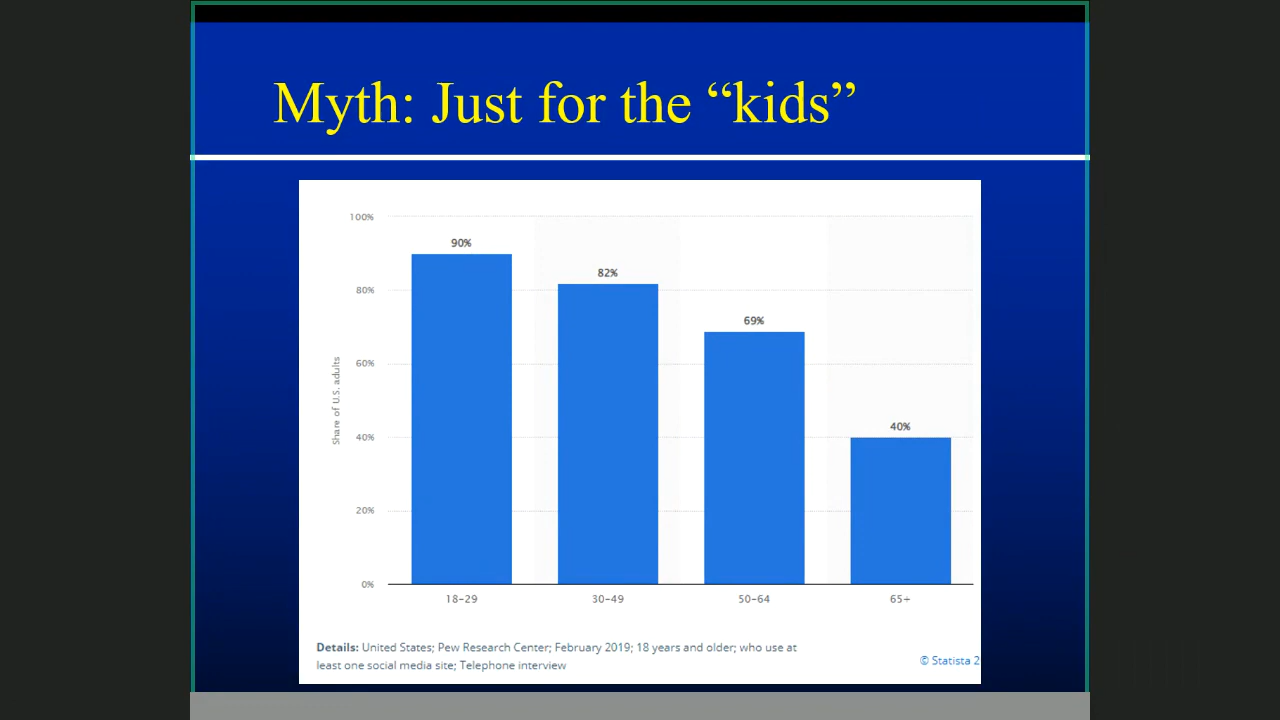 Myth: Just for the “kids”
100%
80%
60%
40%
20%
0%
Share of U.S. adults
90%
82%
69%
40%
18–29
30–49
50–64
65+
Details: United States; Pew Research Center; February 2019; 18 years and older; who use at
least one social media site; Telephone interview
© Statista 2